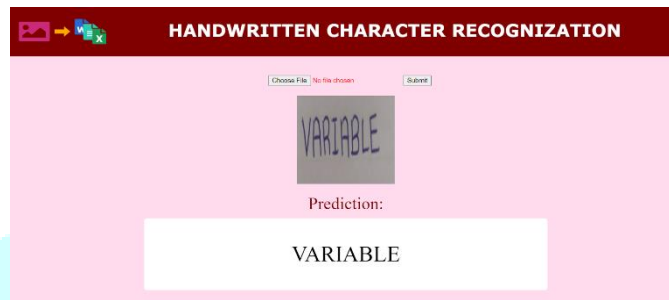 HANDWRITTEN CHARACTER RECOGNIZATION
Choose File No file chosen Submit
VARIABLE
Prediction:
VARIABLE